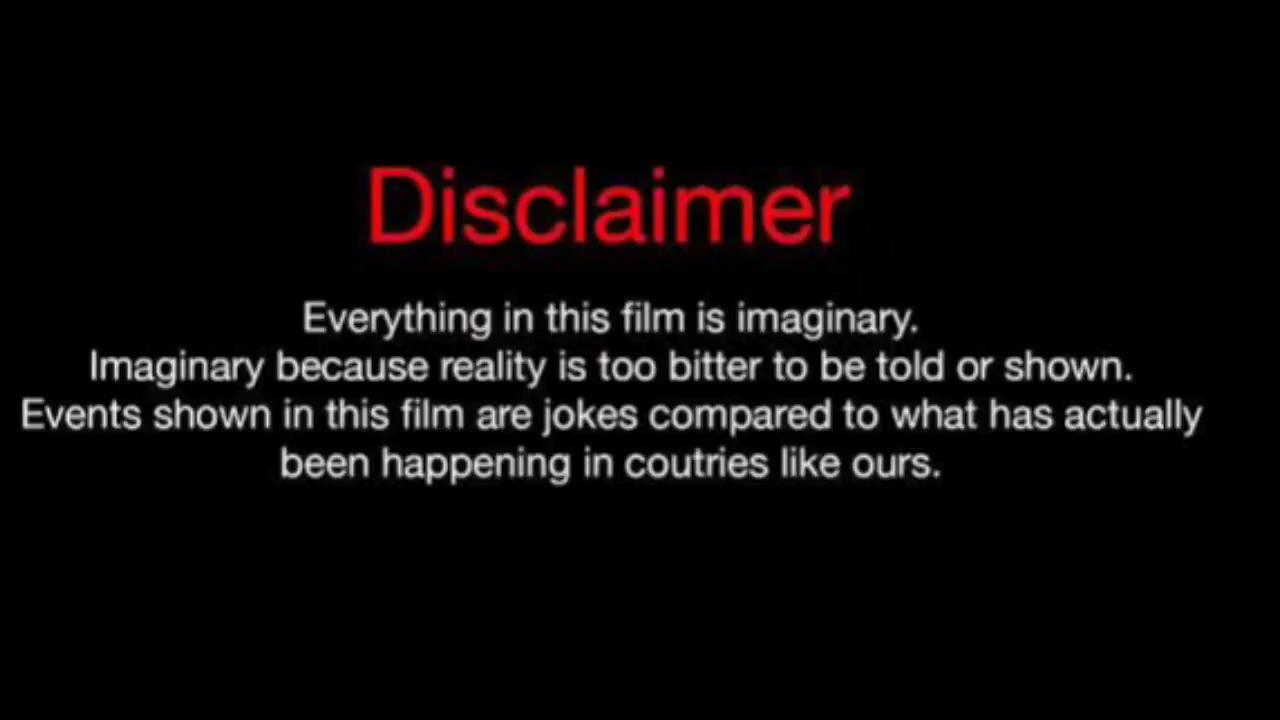 Disclaimer
Everything in this film is imaginary.
Imaginary because reality is too bitter to be told or shown.
Events shown in this film are jokes compared to what has actually
been happening in coutries like ours.